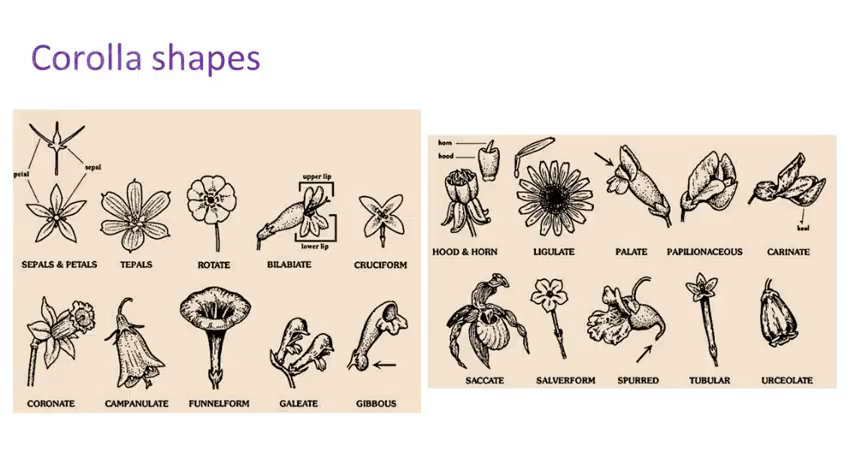 Corolla shapes
petal
sepal
upper lip
lower lip
SEPALS & PETALS
TEPALS
ROTATE
BILABIATE
CRUCIFORM
CORONATE
CAMPANULATE
FUNNELFORM
GALEATE
GIBBOUS
horn
hood
keel
HOOD & HORN
LIGULATE
PALATE
PAPILIONACEOUS
CARINATE
SACCATE
SALVERFORM
SPURRED
TUBULAR
URCEOLATE